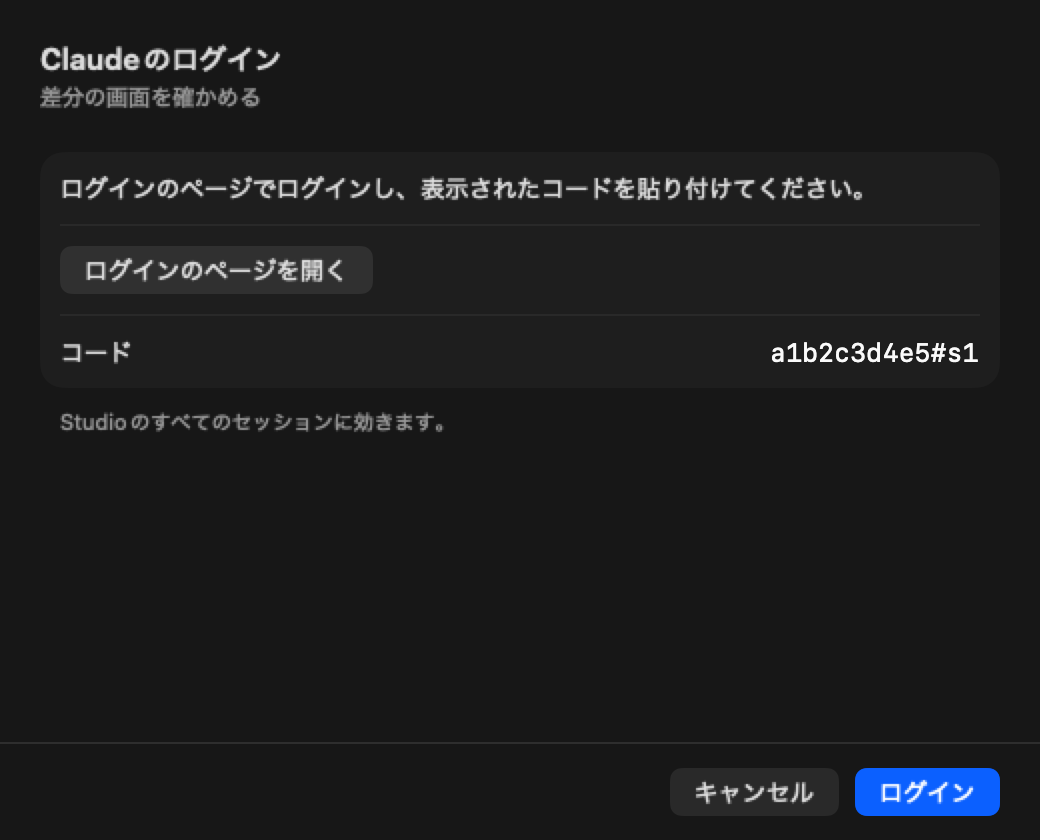 Claudeのログイン
差分の画面を確かめる
ログインのページでログインし、表示されたコードを貼り付けてください。
ログインのページを開く
コード a1b2c3d4e5#s1
Studioのすべてのセッションに効きます。
キャンセル ログイン